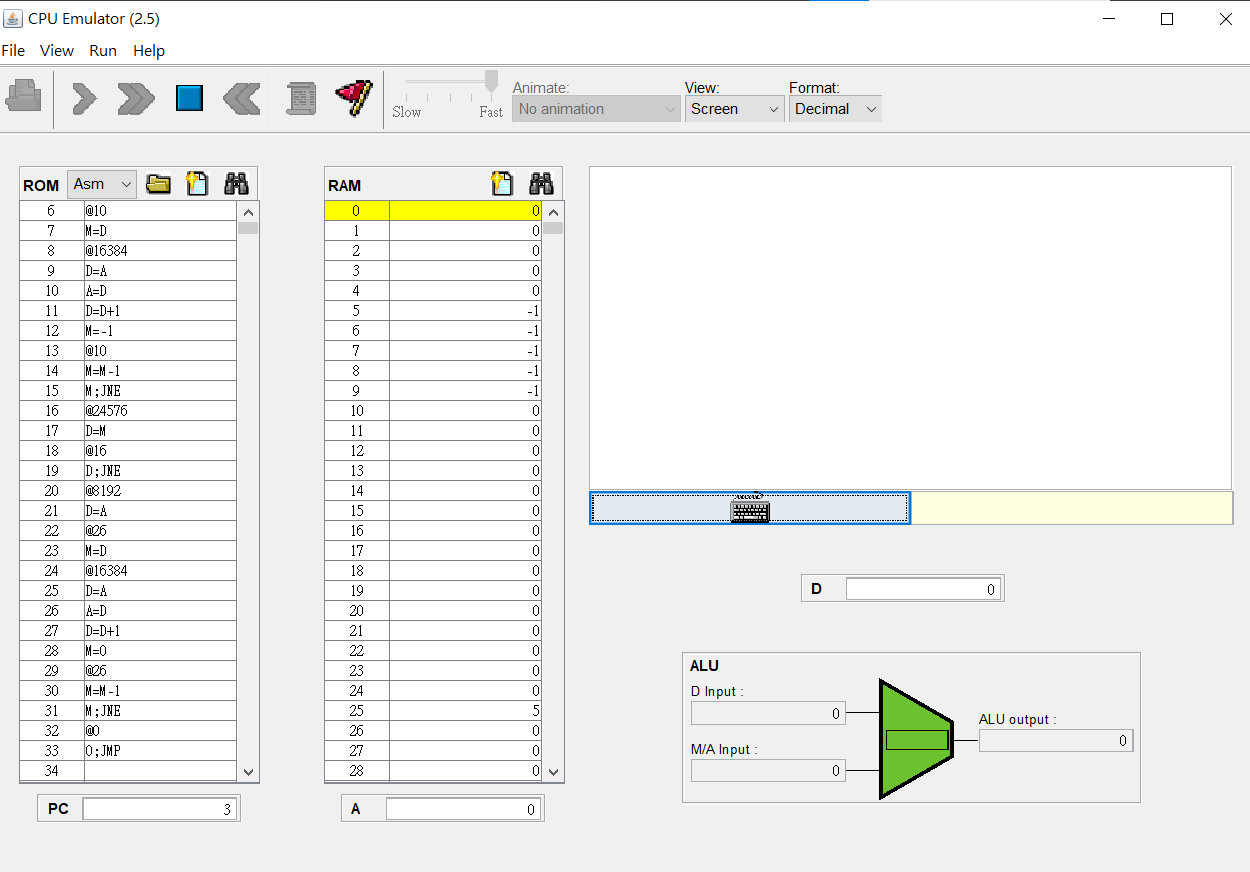 CPU Emulator (2.5)
File View Run Help
Slow Fast
Animate:
No animation
View:
Screen
Format:
Decimal
ROM Asm
6 @10
7 M=D
8 @16384
9 D=A
10 A=D
11 D=D+1
12 M=-1
13 @10
14 M=M-1
15 M;JNE
16 @24576
17 D=M
18 @16
19 D;JNE
20 @8192
21 D=A
22 @26
23 M=D
24 @16384
25 D=A
26 A=D
27 D=D+1
28 M=0
29 @26
30 M=M-1
31 M;JNE
32 @0
33 0;JMP
34
PC 3
RAM
0 0
1 0
2 0
3 0
4 0
5 -1
6 -1
7 -1
8 -1
9 -1
10 0
11 0
12 0
13 0
14 0
15 0
16 0
17 0
18 0
19 0
20 0
21 0
22 0
23 0
24 0
25 5
26 0
27 0
28 0
A 0
D 0
ALU
D Input :
0
M/A Input :
0
ALU output :
0